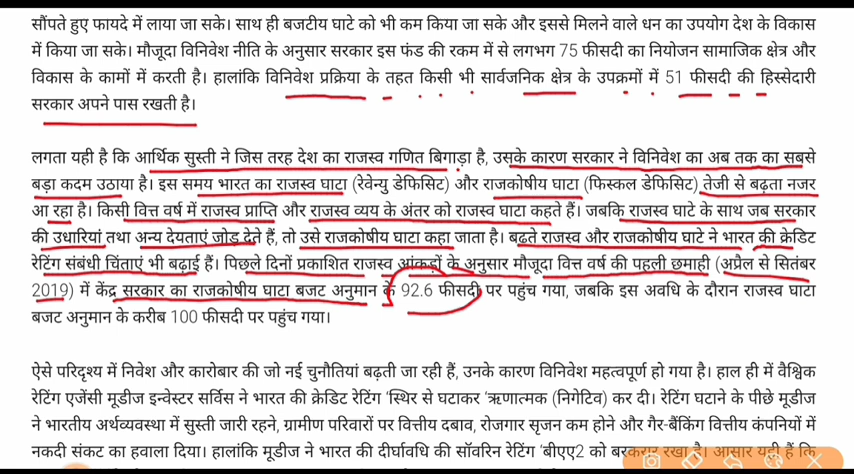 सौंपते हुए फायदे में लाया जा सके। साथ ही बजटीय घाटे को भी कम किया जा सके और इससे मिलने वाले धन का उपयोग देश के विकास
में किया जा सके। मौजूदा विनिवेश नीति के अनुसार सरकार इस फंड की रकम में से लगभग 75 फीसदी का नियोजन सामाजिक क्षेत्र और
विकास के कामों में करती है। हालांकि विनिवेश प्रक्रिया के तहत किसी भी सार्वजनिक क्षेत्र के उपक्रमों में 51 फीसदी की हिस्सेदारी
सरकार अपने पास रखती है।
लगता यही है कि आर्थिक सुस्ती ने जिस तरह देश का राजस्व गणित बिगाड़ा है, उसके कारण सरकार ने विनिवेश का अब तक का सबसे
बड़ा कदम उठाया है। इस समय भारत का राजस्व घाटा (रेवेन्यु डेफिसिट) और राजकोषीय घाटा (फिस्कल डेफिसिट) तेजी से बढ़ता नजर
आ रहा है। किसी वित्त वर्ष में राजस्व प्राप्ति और राजस्व व्यय के अंतर को राजस्व घाटा कहते हैं। जबकि राजस्व घाटे के साथ जब सरकार
की उधारियां तथा अन्य देयताएं जोड़ देते हैं, तो उसे राजकोषीय घाटा कहा जाता है। बढ़ते राजस्व और राजकोषीय घाटे ने भारत की क्रेडिट
रेटिंग संबंधी चिंताएं भी बढ़ाई हैं। पिछले दिनों प्रकाशित राजस्व आंकड़ों के अनुसार मौजूदा वित्त वर्ष की पहली छमाही (अप्रैल से सितंबर
2019) में केंद्र सरकार का राजकोषीय घाटा बजट अनुमान के 92.6 फीसदी पर पहुंच गया, जबकि इस अवधि के दौरान राजस्व घाटा
बजट अनुमान के करीब 100 फीसदी पर पहुंच गया।
ऐसे परिदृश्य में निवेश और कारोबार की जो नई चुनौतियां बढ़ती जा रही हैं, उनके कारण विनिवेश महत्वपूर्ण हो गया है। हाल ही में वैश्विक
रेटिंग एजेंसी मूडीज इन्वेस्टर सर्विस ने भारत की क्रेडिट रेटिंग 'स्थिर से घटाकर 'ऋणात्मक (निगेटिव) कर दी। रेटिंग घटाने के पीछे मूडीज
ने भारतीय अर्थव्यवस्था में सुस्ती जारी रहने, ग्रामीण परिवारों पर वित्तीय दबाव, रोजगार सृजन कम होने और गैर-बैंकिंग वित्तीय कंपनियों में
नकदी संकट का हवाला दिया। हालांकि मूडीज ने भारत की दीर्घावधि की सॉवरिन रेटिंग 'बीएए2 को बरकरार रखा है। आसार यही हैं कि